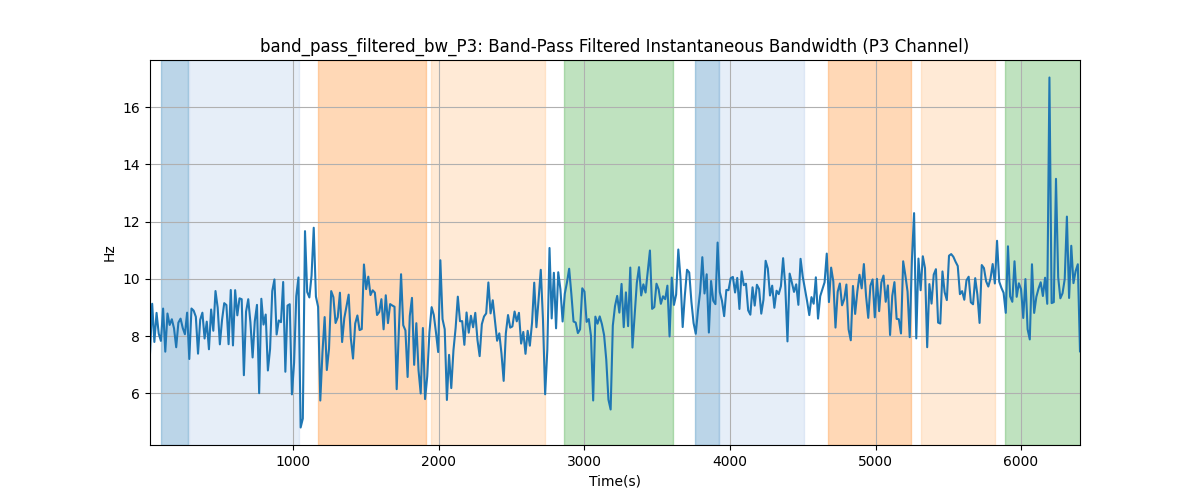 band_pass_filtered_bw_P3: Band-Pass Filtered Instantaneous Bandwidth (P3 Channel)
16
14
12
10
8
6
Hz
1000 2000 3000 4000 5000 6000
Time(s)